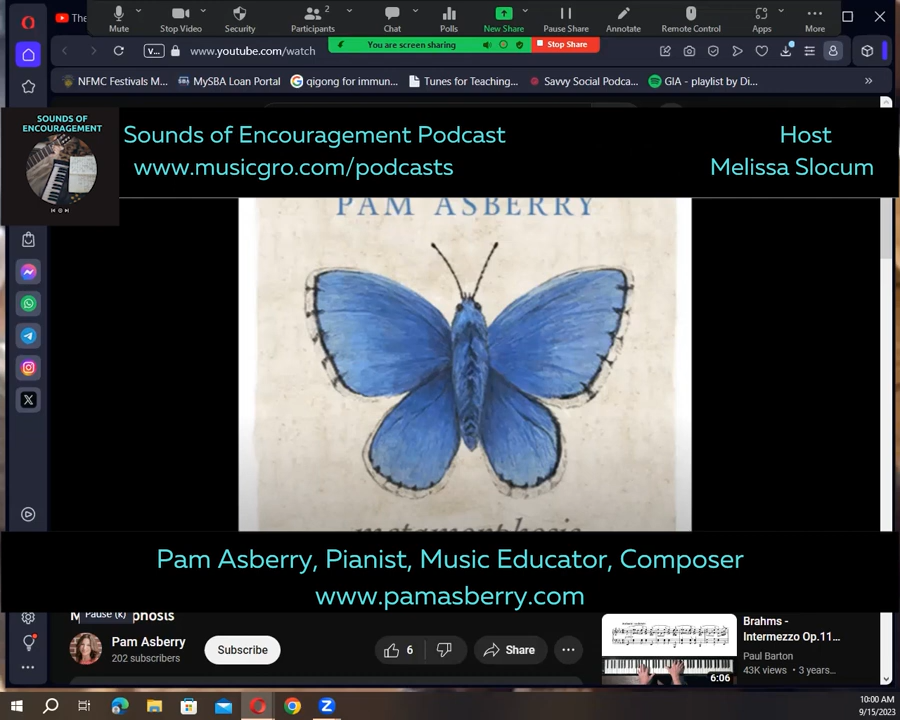 The
Mute
Stop Video
Security
Participants
2
Chat
Polls
New Share
Pause Share
Annotate
Remote Control
Apps
More
You are screen sharing
Stop Share
V...
www.youtube.com/watch
NFMC Festivals M...
MySBA Loan Portal
qigong for immun...
Tunes for Teaching...
Savvy Social Podca...
GIA - playlist by Di...
SOUNDS OF
ENCOURAGEMENT
Sounds of Encouragement Podcast
www.musicgro.com/podcasts
Host
Melissa Slocum
PAM ASBERRY
metamorphosis
Pam Asberry, Pianist, Music Educator, Composer
www.pamasberry.com
Pause (k)
Pam Asberry
202 subscribers
Subscribe
6
Share
Brahms -
Intermezzo Op.11...
Paul Barton
43K views • 3 years...
6:06
10:00 AM
9/15/2023